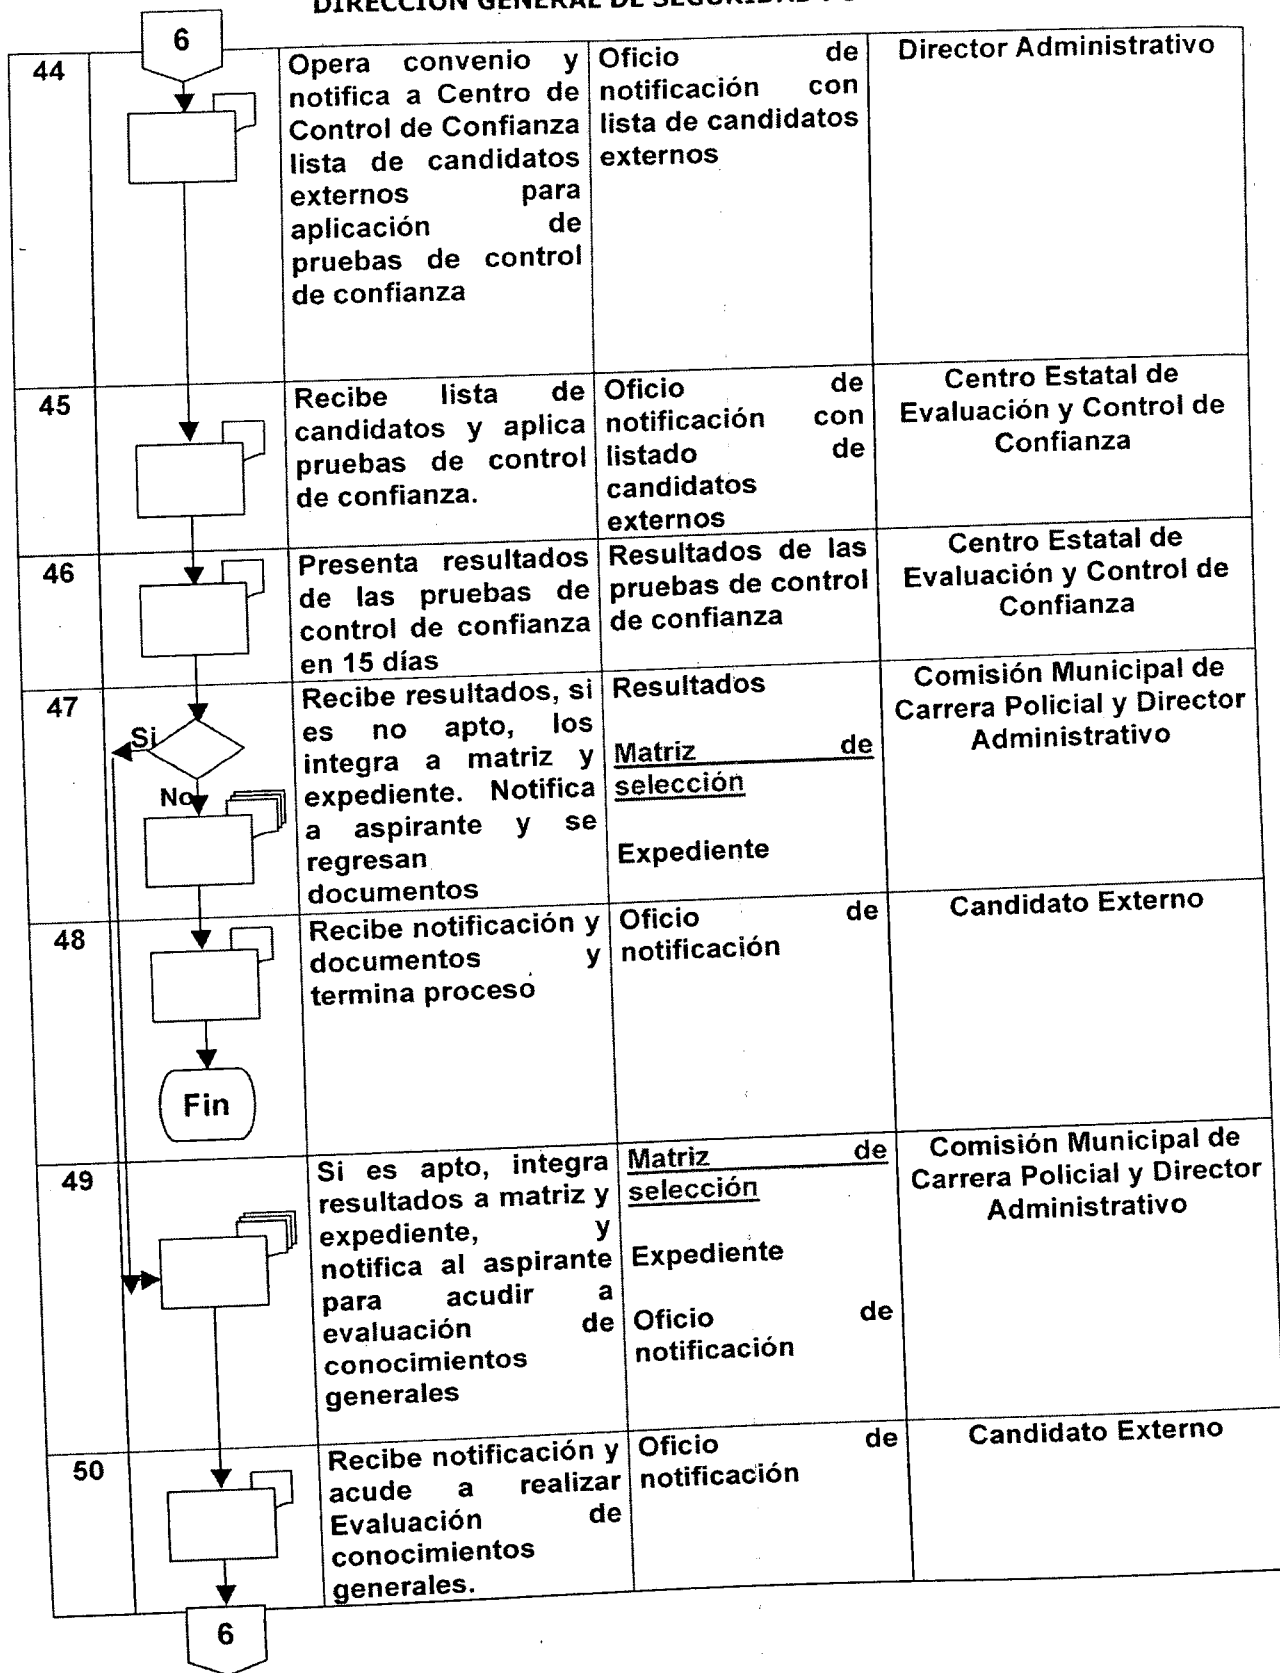 DIRECCIÓN GENERAL DE SEGURIDAD
6
44
Opera convenio y
notifica a Centro de
Control de Confianza
lista de candidatos
externos para
aplicación de
pruebas de control
de confianza
Oficio de
notificación con
lista de candidatos
externos
Director Administrativo
45
Recibe lista de
candidatos y aplica
pruebas de control
de confianza.
Oficio de
notificación con
listado de
candidatos
externos
Centro Estatal de
Evaluación y Control de
Confianza
46
Presenta resultados
de las pruebas de
control de confianza
en 15 días
Resultados de las
pruebas de control
de confianza
Centro Estatal de
Evaluación y Control de
Confianza
47
Si
No
Recibe resultados, si
es no apto, los
integra a matriz y
expediente. Notifica
a aspirante y se
regresan
documentos
Resultados
Matriz de
selección
Expediente
Comisión Municipal de
Carrera Policial y Director
Administrativo
48
Fin
Recibe notificación y
documentos y
termina proceso
Oficio de
notificación
Candidato Externo
49
Si es apto, integra
resultados a matriz y
expediente, y
notifica al aspirante
para acudir a
evaluación de
conocimientos
generales
Matriz de
selección
Expediente
Oficio de
notificación
Comisión Municipal de
Carrera Policial y Director
Administrativo
50
Recibe notificación y
acude a realizar
Evaluación de
conocimientos
generales.
Oficio de
notificación
Candidato Externo
6